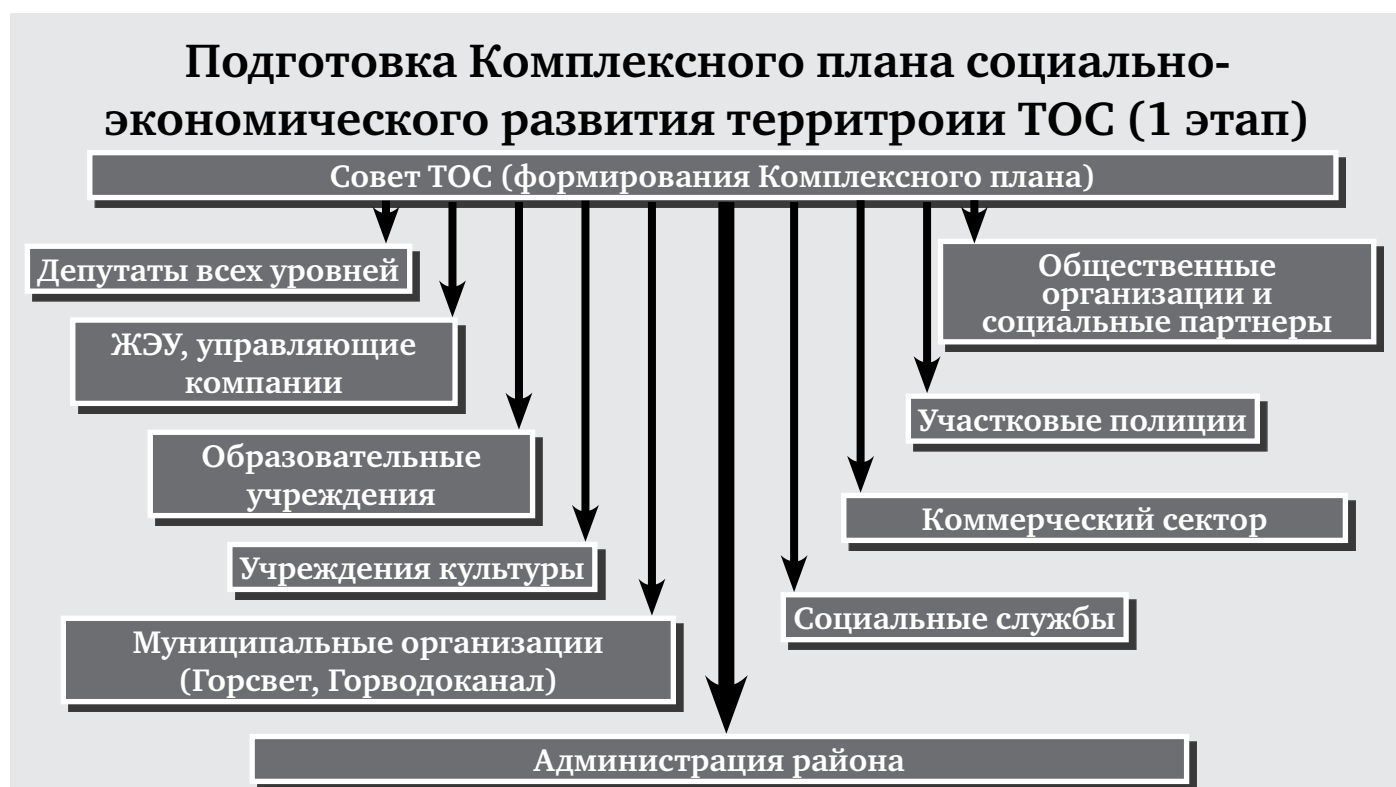 Подготовка Комплексного плана социально-
экономического развития территроии ТОС (1 этап)
Совет ТОС (формирования Комплексного плана)
Депутаты всех уровней
ЖЭУ, управляющие
компании
Образовательные
учреждения
Учреждения культуры
Муниципальные организации
(Горсвет, Горводоканал)
Общественные
организации и
социальные партнеры
Участковые полиции
Коммерческий сектор
Социальные службы
Администрация района